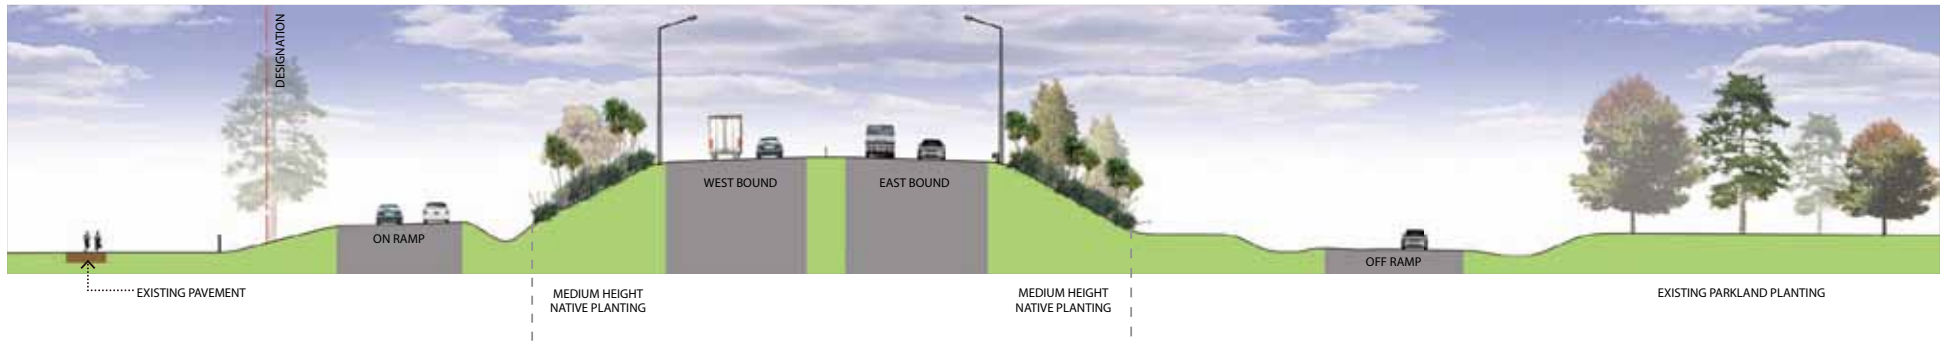 DESIGNATION
WEST BOUND
EAST BOUND
ON RAMP
OFF RAMP
EXISTING PAVEMENT
MEDIUM HEIGHT
NATIVE PLANTING
MEDIUM HEIGHT
NATIVE PLANTING
EXISTING PARKLAND PLANTING